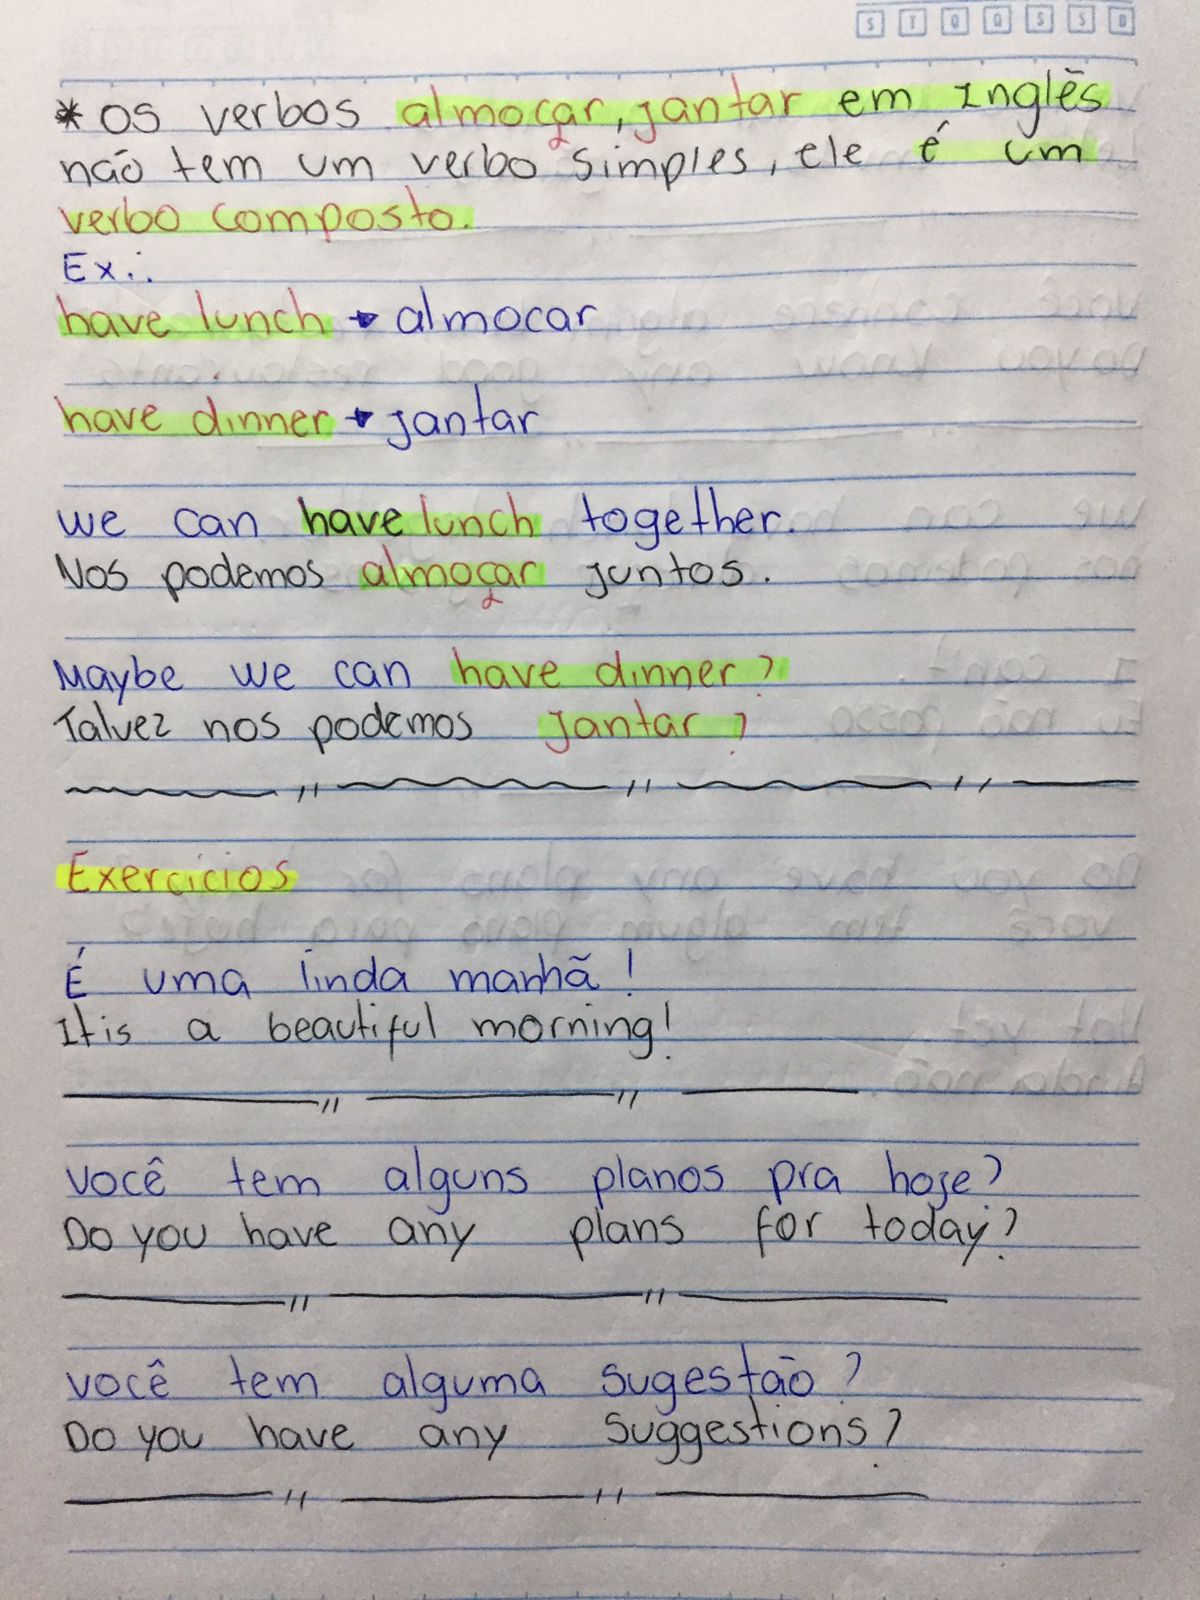 S T Q Q S S D
* Os verbos almoçar, jantar em Inglês
não tem um verbo simples, ele é um
verbo composto.
Ex.:
have lunch → almocar
have dinner → jantar
we can have lunch together.
Nos podemos almoçar juntos.
Maybe we can have dinner?
Talvez nos podemos jantar?
Exercícios
É uma linda manhã!
It is a beautiful morning!
você tem alguns planos pra hoje?
Do you have any plans for today?
você tem alguma sugestão?
Do you have any suggestions?